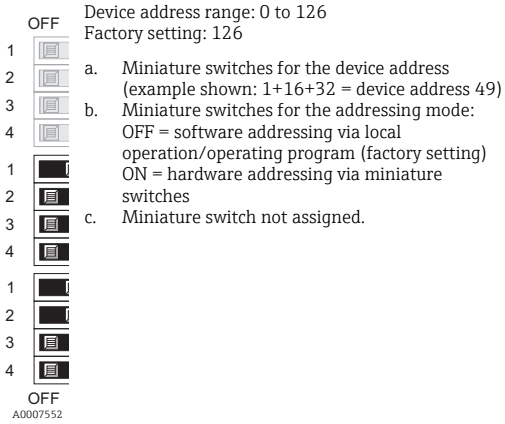 OFF
1
2
3
4
1
2
3
4
1
2
3
4
OFF
A0007552
Device address range: 0 to 126
Factory setting: 126
a. Miniature switches for the device address
(example shown: 1+16+32 = device address 49)
b. Miniature switches for the addressing mode:
OFF = software addressing via local
operation/operating program (factory setting)
ON = hardware addressing via miniature
switches
c. Miniature switch not assigned.